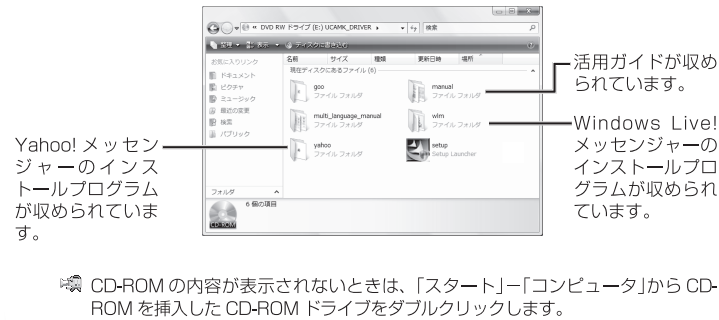 DVD RW ドライブ (E:) UCAMK_DRIVER
検索
整理
表示
ディスクに書き込む
お気に入りリンク
ドキュメント
ピクチャ
ミュージック
最近の変更
検索
パブリック
フォルダ
名前 サイズ 種類 更新日時 場所
現在ディスクにあるファイル (6)
goo
ファイル フォルダ
manual
ファイル フォルダ
multi_language_manual
ファイル フォルダ
wlm
ファイル フォルダ
yahoo
ファイル フォルダ
setup
Setup Launcher
6 個の項目
CD-ROM
活用ガイドが収め
られています。
Windows Live!
メッセンジャーの
インストールプロ
グラムが収められ
ています。
Yahoo! メッセン
ジャーのインス
トールプログラム
が収められていま
す。
CD-ROM の内容が表示されないときは、「スタート」−「コンピュータ」から CD-
ROM を挿入した CD-ROM ドライブをダブルクリックします。